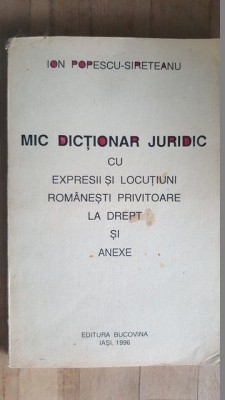 ION POPESCU-SIRETEANU
MIC DICȚIONAR JURIDIC
CU
EXPRESII ȘI LOCUȚIUNI
ROMÂNEȘTI PRIVITOARE
LA DREPT
ȘI
ANEXE
EDITURA BUCOVINA
IAȘI, 1996